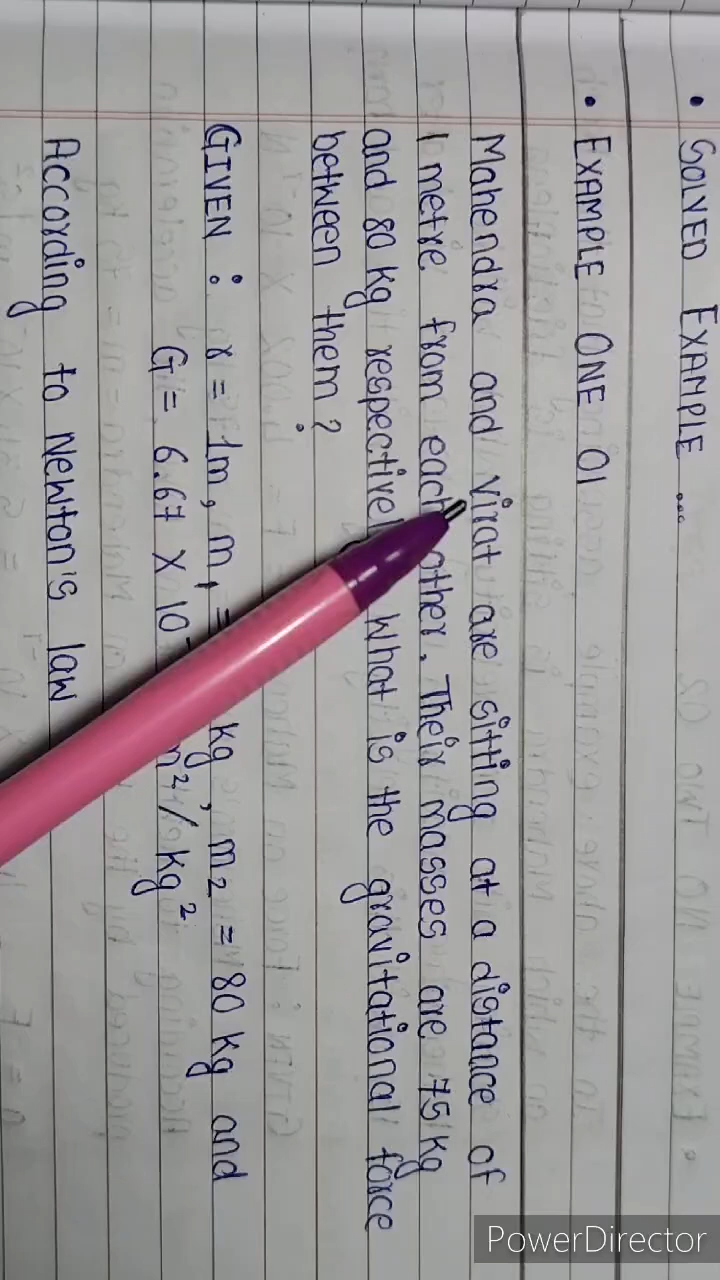 • SOLVED EXAMPLE ...
• EXAMPLE ONE 01
Mahendra and Virat are sitting at a distance of
1 metre from each other. Their masses are 75 kg
and 80 kg What is the gravitational force
between them?
GIVEN : r = 1m, m₁ = kg, m₂ = 80 kg and
G = 6.67 X 10⁻ m²/kg²
According to Newton's law
PowerDirector